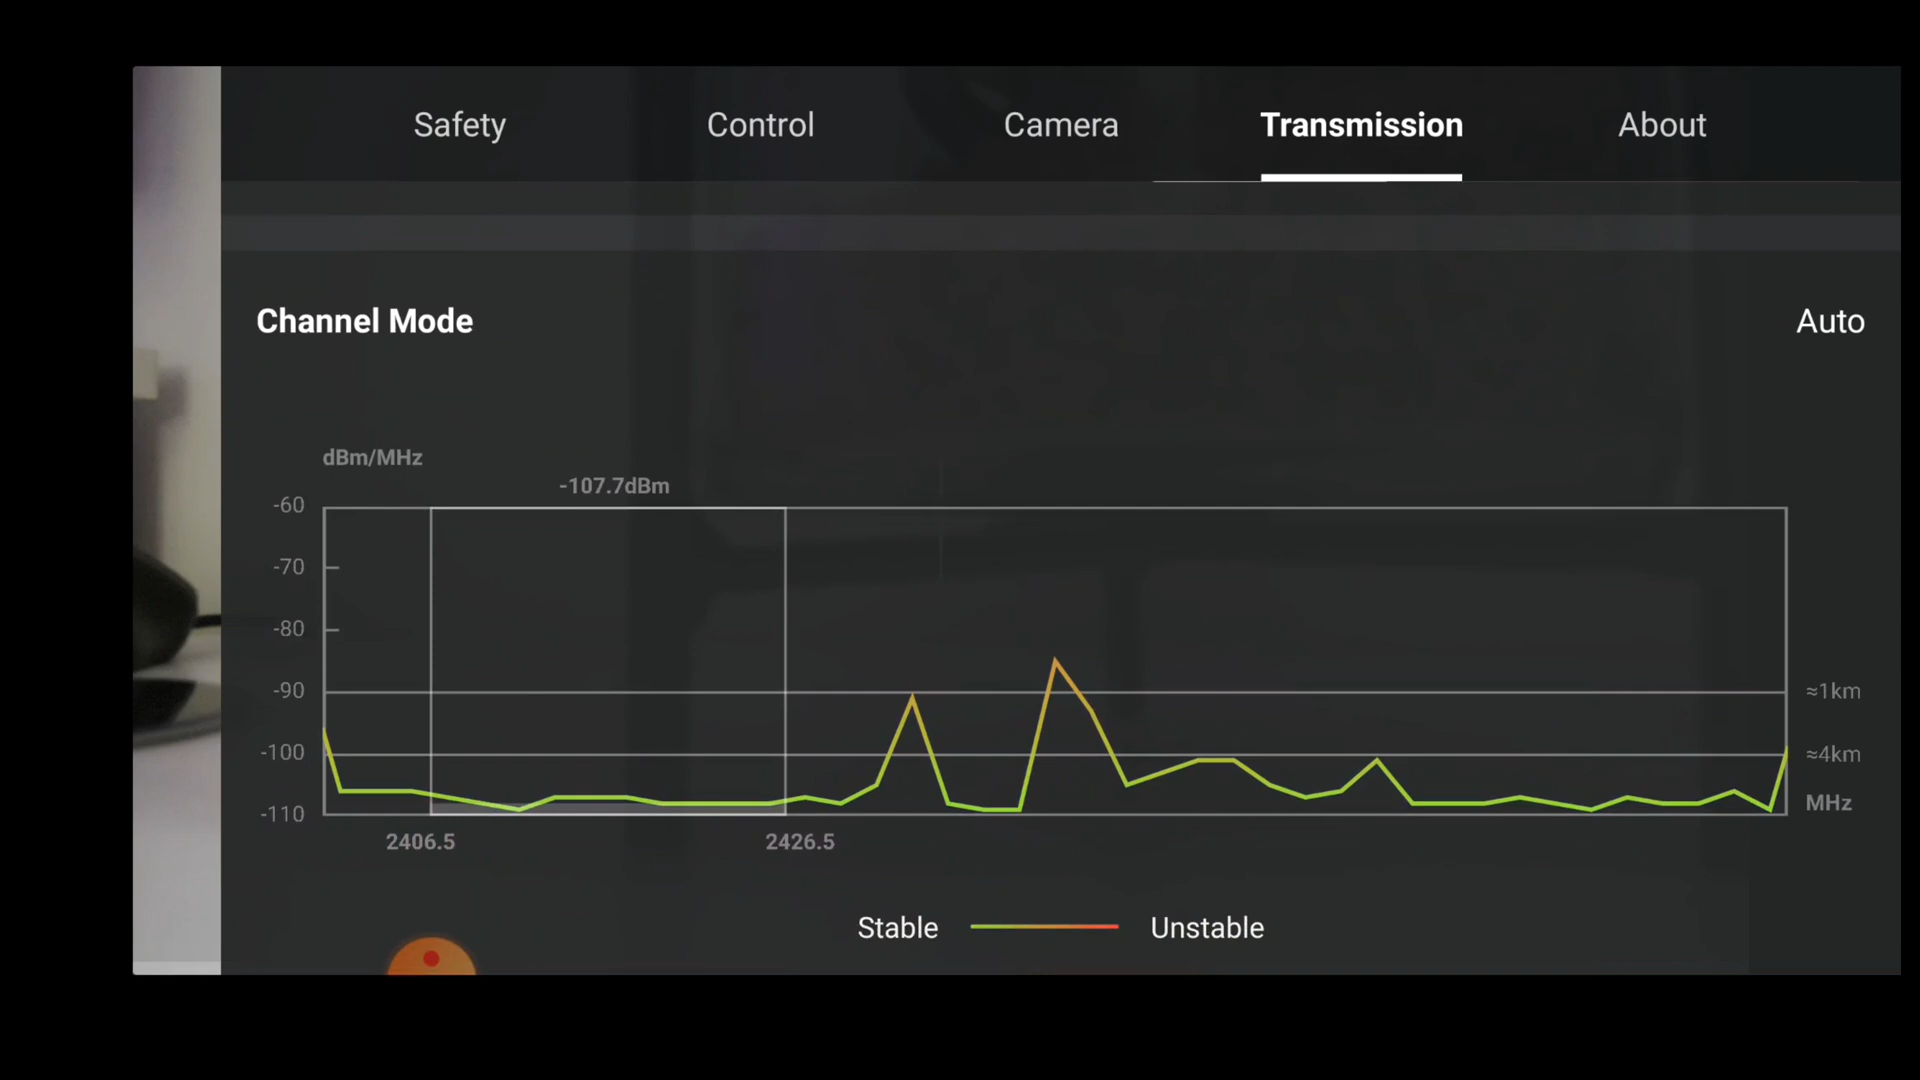 Safety Control Camera Transmission About
Channel Mode Auto
dBm/MHz
-107.7dBm
-60
-70
-80
-90 ≈1km
-100 ≈4km
-110 MHz
2406.5 2426.5
Stable Unstable